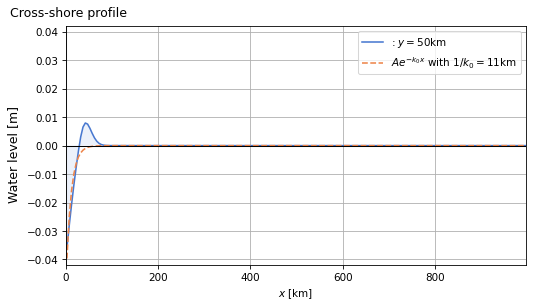 Cross-shore profile
Water level [m]
0.04
0.03
0.02
0.01
0.00
−0.01
−0.02
−0.03
−0.04
0
200
400
600
800
x [km]
: y = 50km
Ae^{-k_0x} with 1/k_0 = 11km